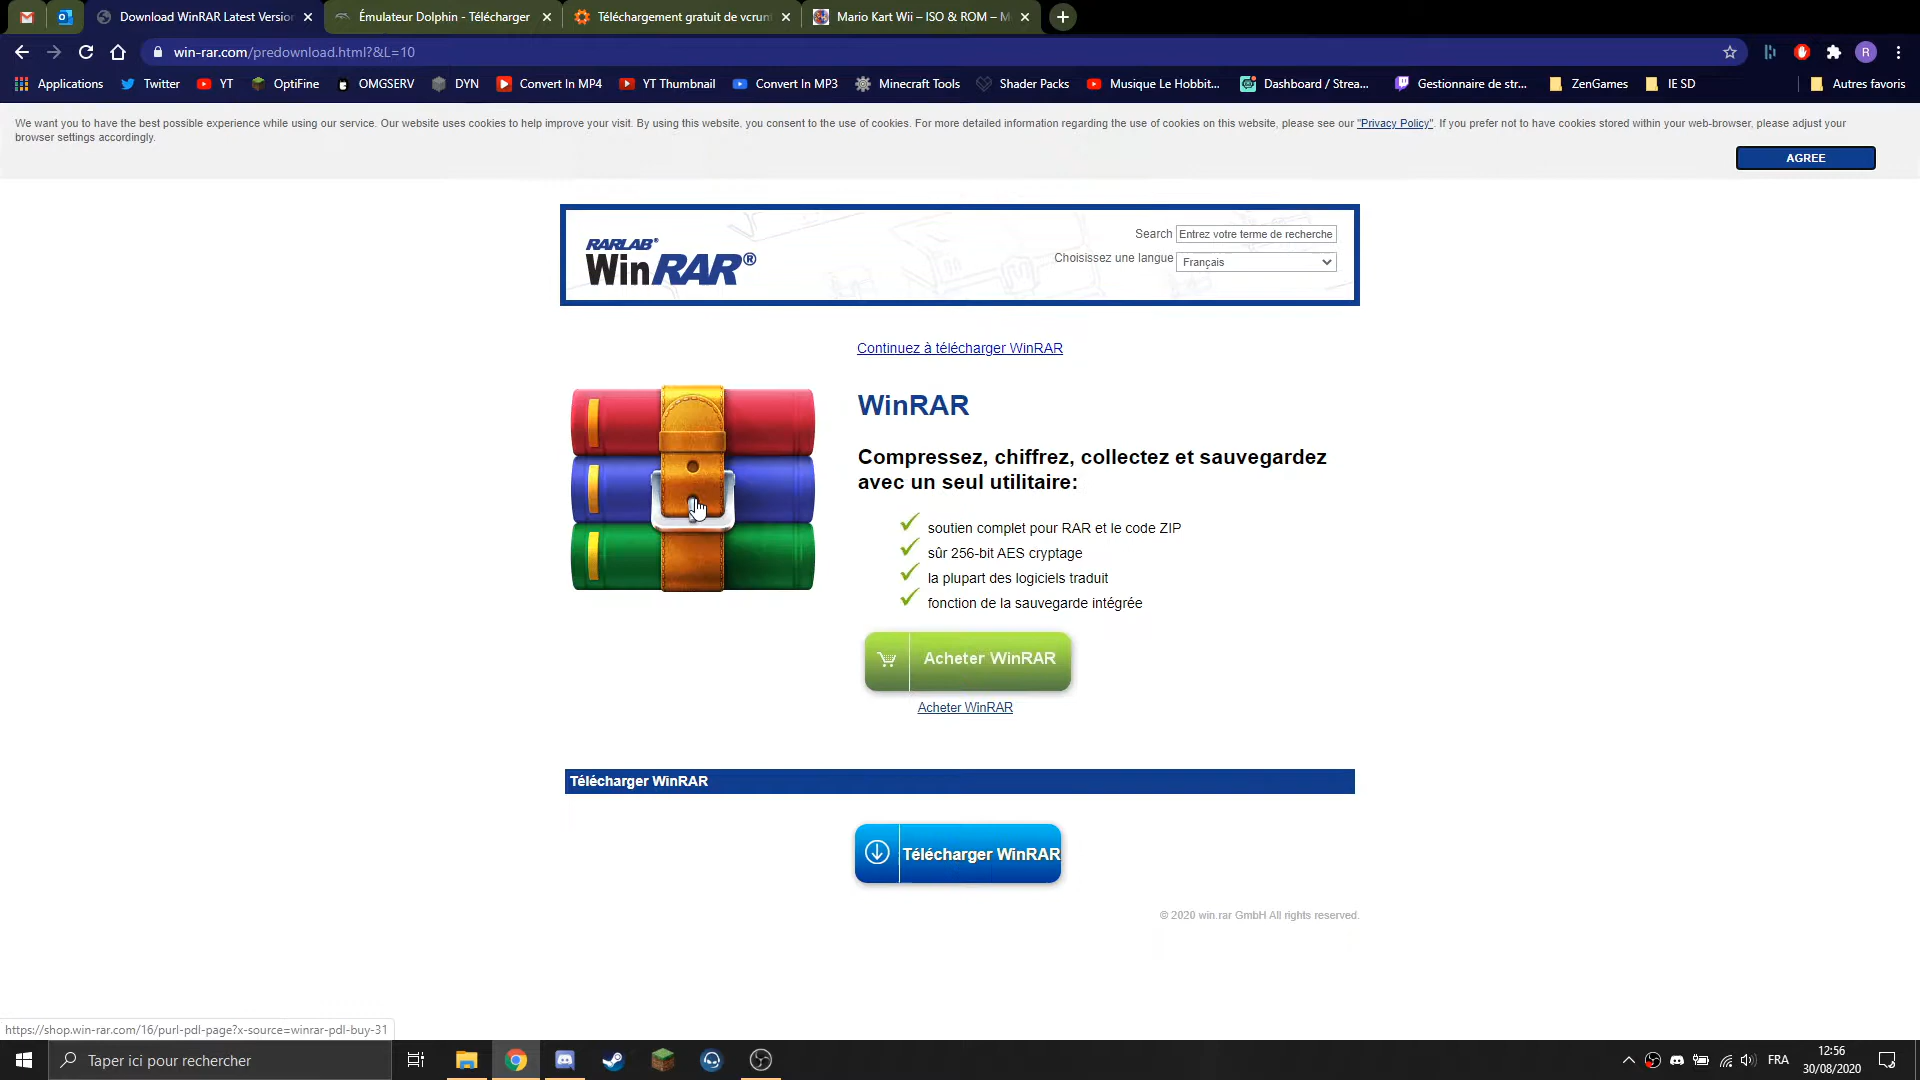 Download WinRAR Latest Versio
Émulateur Dolphin - Télécharger
Téléchargement gratuit de vcrun
Mario Kart Wii – ISO & ROM – M
win-rar.com/predownload.html?&L=10
R
Applications
Twitter
YT
OptiFine
OMGSERV
DYN
Convert In MP4
YT Thumbnail
Convert In MP3
Minecraft Tools
Shader Packs
Musique Le Hobbit...
Dashboard / Strea...
Gestionnaire de str...
ZenGames
IE SD
Autres favoris
We want you to have the best possible experience while using our service. Our website uses cookies to help improve your visit. By using this website, you consent to the use of cookies. For more detailed information regarding the use of cookies on this website, please see our "Privacy Policy". If you prefer not to have cookies stored within your web-browser, please adjust your
browser settings accordingly.
AGREE
RARLAB®
WinRAR®
Search Entrez votre terme de recherche
Choisissez une langue Français
Continuez à télécharger WinRAR
WinRAR
Compressez, chiffrez, collectez et sauvegardez
avec un seul utilitaire:
soutien complet pour RAR et le code ZIP
sûr 256-bit AES cryptage
la plupart des logiciels traduit
fonction de la sauvegarde intégrée
Acheter WinRAR
Acheter WinRAR
Télécharger WinRAR
Télécharger WinRAR
© 2020 win.rar GmbH All rights reserved.
https://shop.win-rar.com/16/purl-pdl-page?x-source=winrar-pdl-buy-31
Taper ici pour rechercher
FRA
12:56
30/08/2020